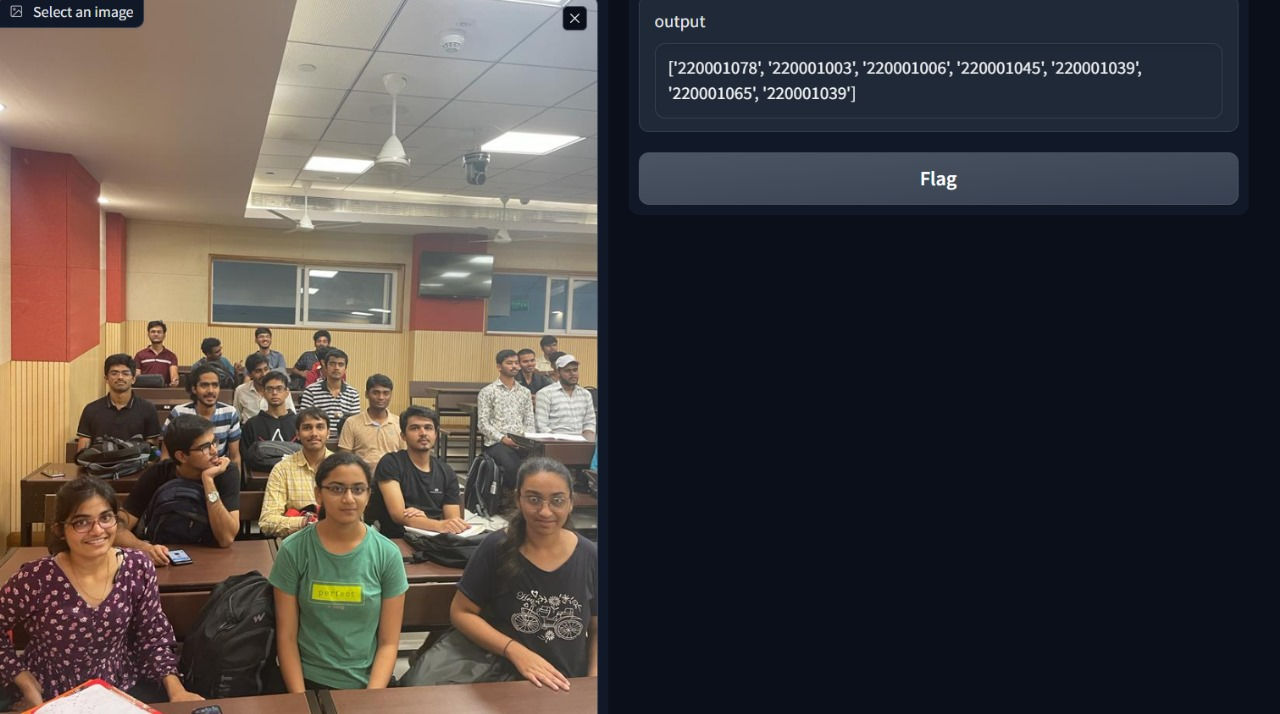 Select an image
output
['220001078', '220001003', '220001006', '220001045', '220001039',
'220001065', '220001039']
Flag
perfect